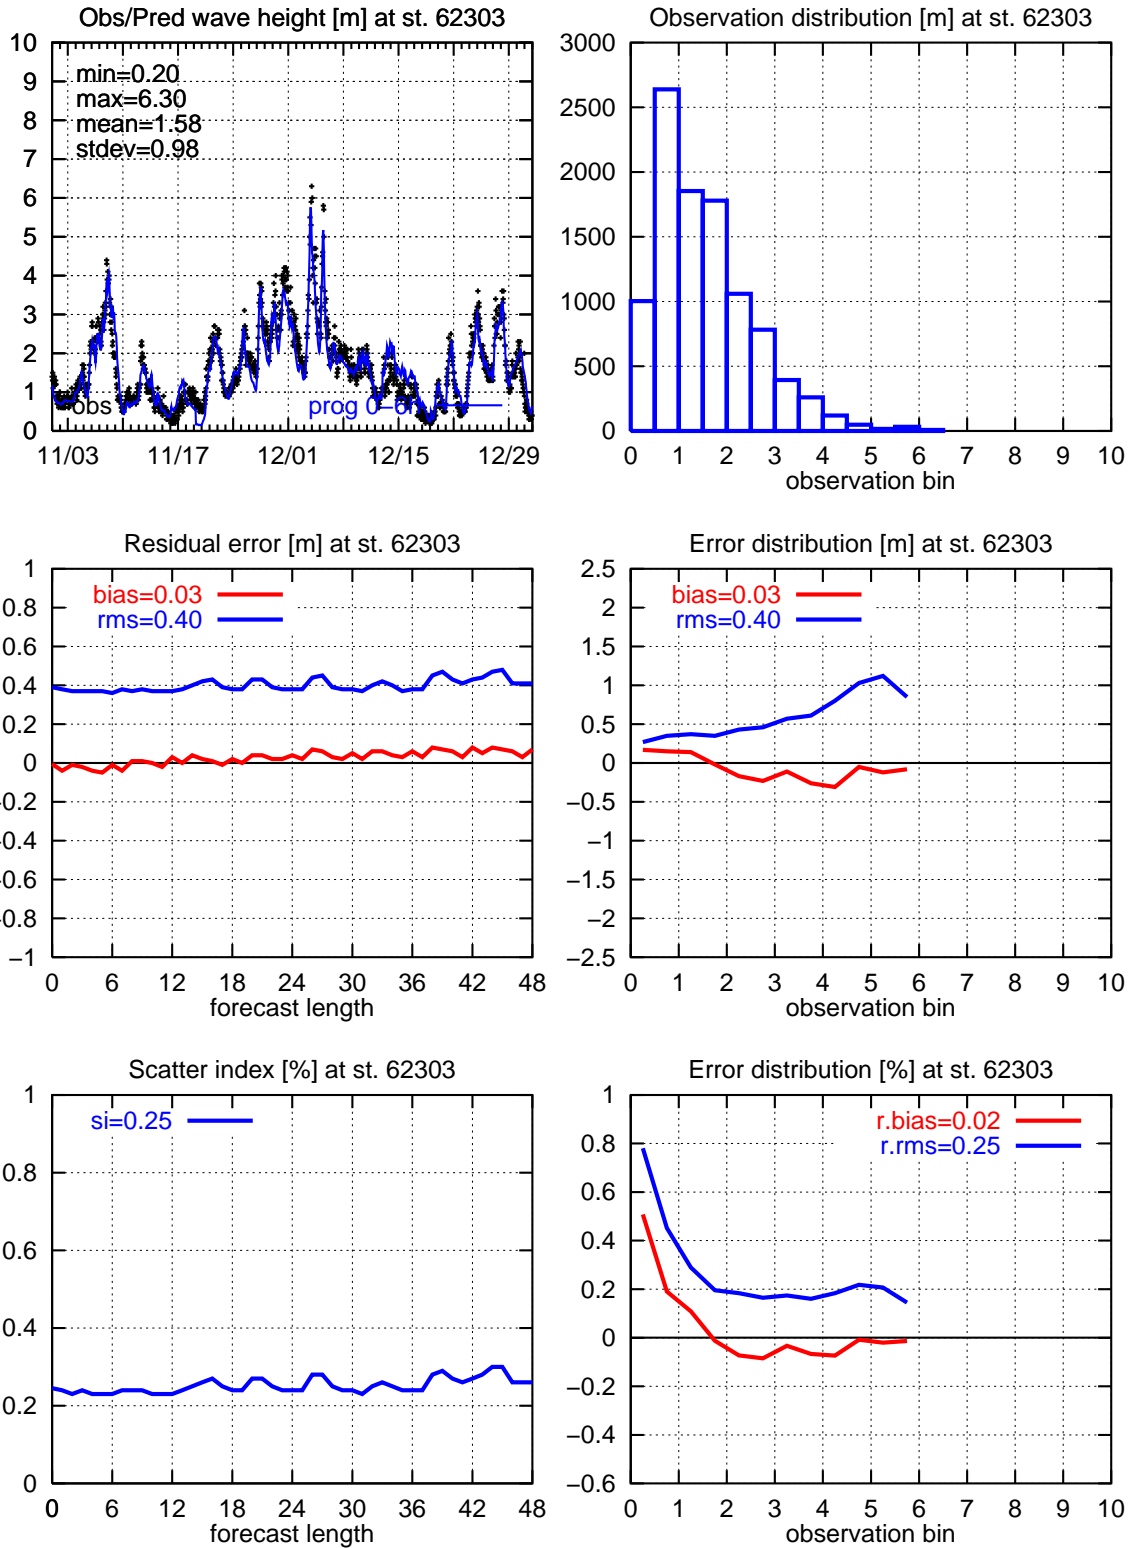 Obs/Pred wave height [m] at st. 62303
10
9
8
7
6
5
4
3
2
1
0
min=0.20
max=6.30
mean=1.58
stdev=0.98
obs
prog 0−6
11/03 11/17 12/01 12/15 12/29
Observation distribution [m] at st. 62303
3000
2500
2000
1500
1000
500
0
0 1 2 3 4 5 6 7 8 9 10
observation bin
Residual error [m] at st. 62303
1
0.8
0.6
0.4
0.2
0
0.2
0.4
0.6
0.8
−1
bias=0.03
rms=0.40
0 6 12 18 24 30 36 42 48
forecast length
Error distribution [m] at st. 62303
2.5
2
1.5
1
0.5
0
−0.5
−1
−1.5
−2
−2.5
bias=0.03
rms=0.40
0 1 2 3 4 5 6 7 8 9 10
observation bin
Scatter index [%] at st. 62303
1
0.8
0.6
0.4
0.2
0
si=0.25
0 6 12 18 24 30 36 42 48
forecast length
Error distribution [%] at st. 62303
1
0.8
0.6
0.4
0.2
0
−0.2
−0.4
−0.6
r.bias=0.02
r.rms=0.25
0 1 2 3 4 5 6 7 8 9 10
observation bin